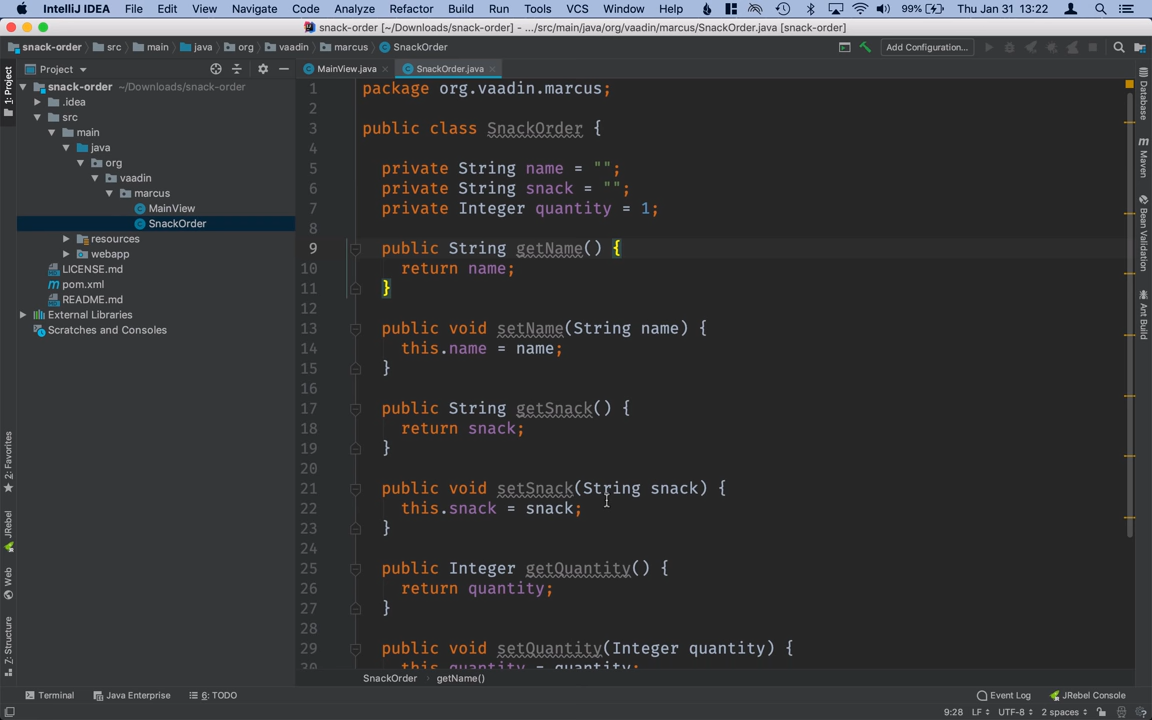 IntelliJ IDEA File Edit View Navigate Code Analyze Refactor Build Run Tools VCS Window Help 99% Thu Jan 31 13:22
snack-order [~/Downloads/snack-order] - .../src/main/java/org/vaadin/marcus/SnackOrder.java [snack-order]
snack-order src main java org vaadin marcus SnackOrder Add Configuration...
Project
MainView.java SnackOrder.java
snack-order ~/Downloads/snack-order
.idea
src
main
java
org
vaadin
marcus
MainView
SnackOrder
resources
webapp
LICENSE.md
pom.xml
README.md
External Libraries
Scratches and Consoles
1: Project
2: Favorites
JRebel
Web
Z: Structure
1 package org.vaadin.marcus;
2
3 public class SnackOrder {
4
5 private String name = "";
6 private String snack = "";
7 private Integer quantity = 1;
8
9 public String getName() {
10 return name;
11 }
12
13 public void setName(String name) {
14 this.name = name;
15 }
16
17 public String getSnack() {
18 return snack;
19 }
20
21 public void setSnack(String snack) {
22 this.snack = snack;
23 }
24
25 public Integer getQuantity() {
26 return quantity;
27 }
28
29 public void setQuantity(Integer quantity) {
30 this.quantity = quantity;
Database
m Maven
Bean Validation
Ant Build
SnackOrder getName()
Terminal Java Enterprise 6: TODO Event Log JRebel Console
9:28 LF UTF-8 2 spaces